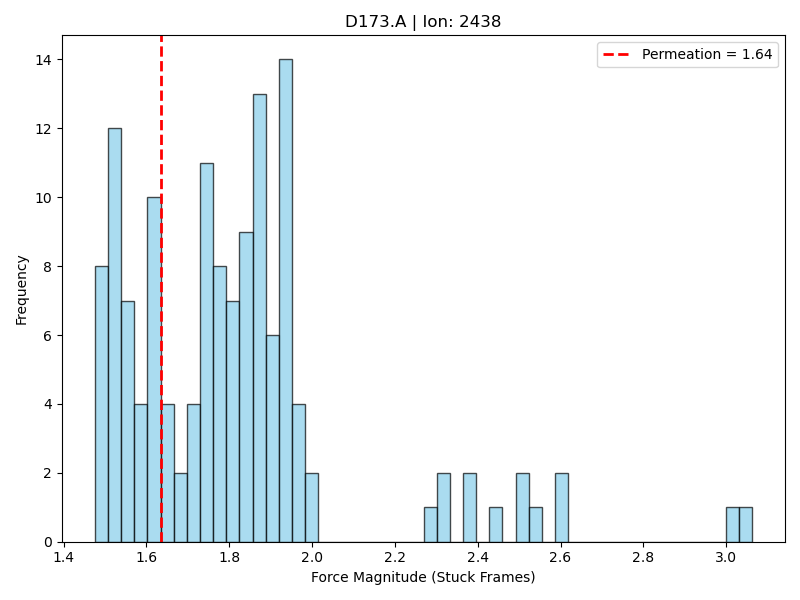 D173.A | Ion: 2438
Permeation = 1.64
14
12
10
8
6
4
2
0
Frequency
1.4 1.6 1.8 2.0 2.2 2.4 2.6 2.8 3.0
Force Magnitude (Stuck Frames)